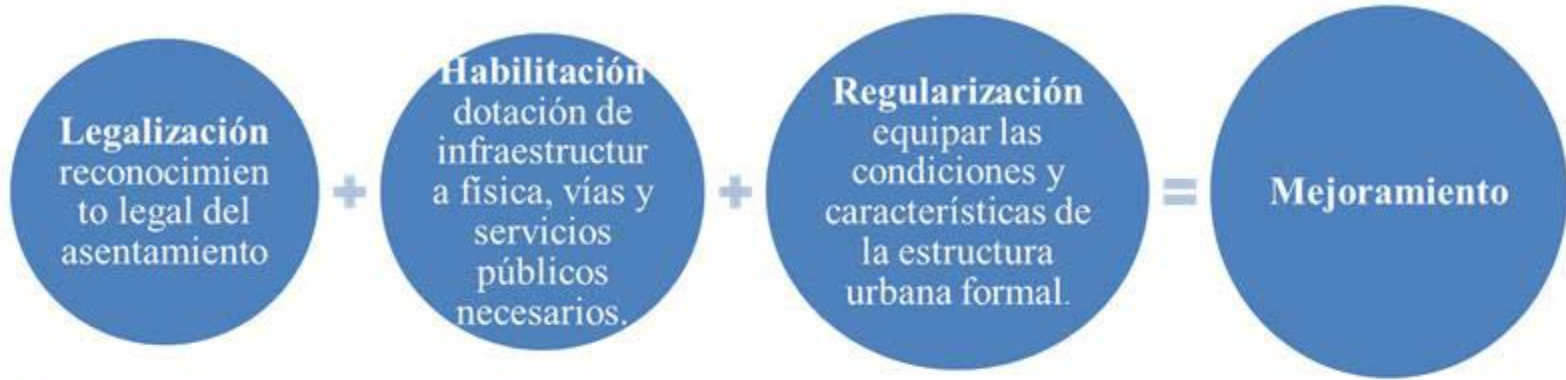 Legalización
reconocimien
to legal del
asentamiento
+
Habilitación
dotación de
infraestructur
a física, vías y
servicios
públicos
necesarios.
+
Regularización
equipar las
condiciones y
características de
la estructura
urbana formal.
=
Mejoramiento